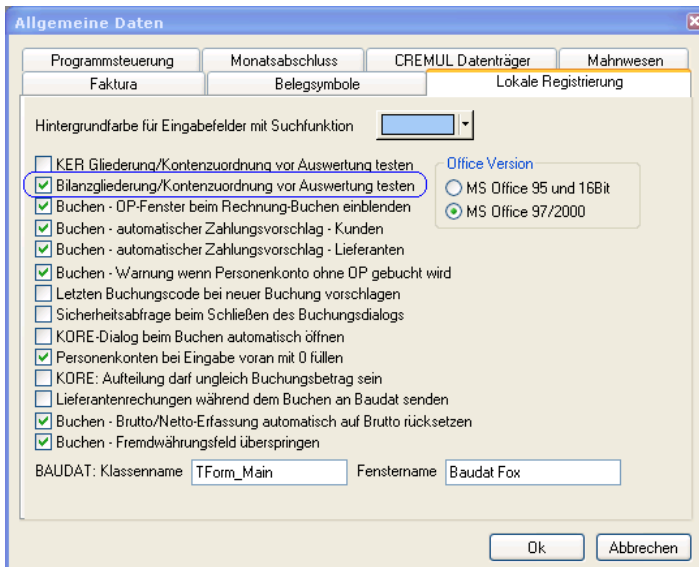 Allgemeine Daten
Programmsteuerung Monatsabschluss CREMUL Datenträger Mahnwesen
Faktura Belegsymbole Lokale Registrierung
Hintergrundfarbe für Eingabefelder mit Suchfunktion
KER Gliederung/Kontenzuordnung vor Auswertung testen
Bilanzgliederung/Kontenzuordnung vor Auswertung testen
Buchen - OP-Fenster beim Rechnung-Buchen einblenden
Buchen - automatischer Zahlungsvorschlag - Kunden
Buchen - automatischer Zahlungsvorschlag - Lieferanten
Buchen - Warnung wenn Personenkonto ohne OP gebucht wird
Letzten Buchungscode bei neuer Buchung vorschlagen
Sicherheitsabfrage beim Schließen des Buchungsdialogs
KORE-Dialog beim Buchen automatisch öffnen
Personenkonten bei Eingabe voran mit 0 füllen
KORE: Aufteilung darf ungleich Buchungsbetrag sein
Lieferantenrechungen während dem Buchen an Baudat senden
Buchen - Brutto/Netto-Erfassung automatisch auf Brutto rücksetzen
Buchen - Fremdwährungsfeld überspringen
Office Version
MS Office 95 und 16Bit
MS Office 97/2000
BAUDAT: Klassenname TForm_Main Fenstername Baudat Fox
Ok Abbrechen